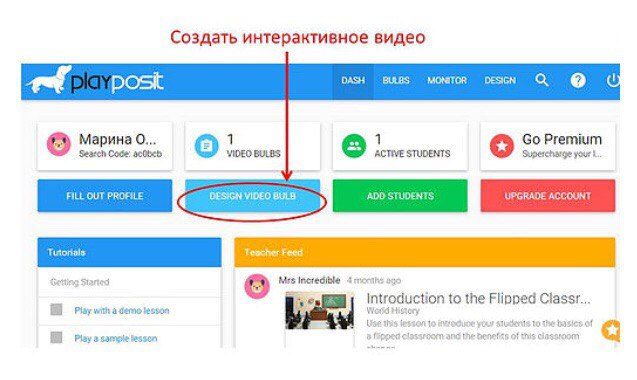 Создать интерактивное видео
playposit
DASH BULBS MONITOR DESIGN ?
Марина О...
Search Code: ac0bcb
1
VIDEO BULBS
1
ACTIVE STUDENTS
Go Premium
Supercharge your l...
FILL OUT PROFILE
DESIGN VIDEO BULB
ADD STUDENTS
UPGRADE ACCOUNT
Tutorials
Getting Started
Play with a demo lesson
Play a sample lesson
Teacher Feed
Mrs Incredible 4 months ago
Introduction to the Flipped Classr...
World History
Use this lesson to introduce your students to the basics of
a flipped classroom and the benefits of this classroom